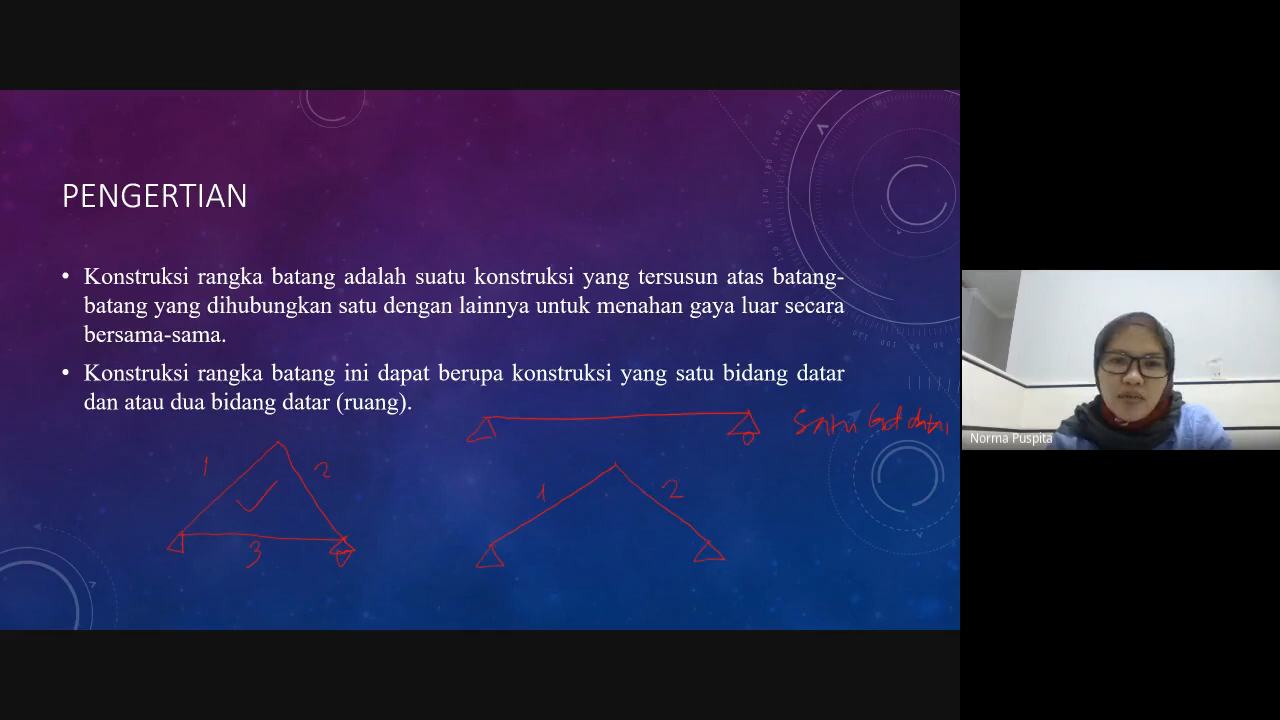 PENGERTIAN
• Konstruksi rangka batang adalah suatu konstruksi yang tersusun atas batang-
batang yang dihubungkan satu dengan lainnya untuk menahan gaya luar secara
bersama-sama.
• Konstruksi rangka batang ini dapat berupa konstruksi yang satu bidang datar
dan atau dua bidang datar (ruang).
Satu
1 2
3
1 2
Norma Puspita